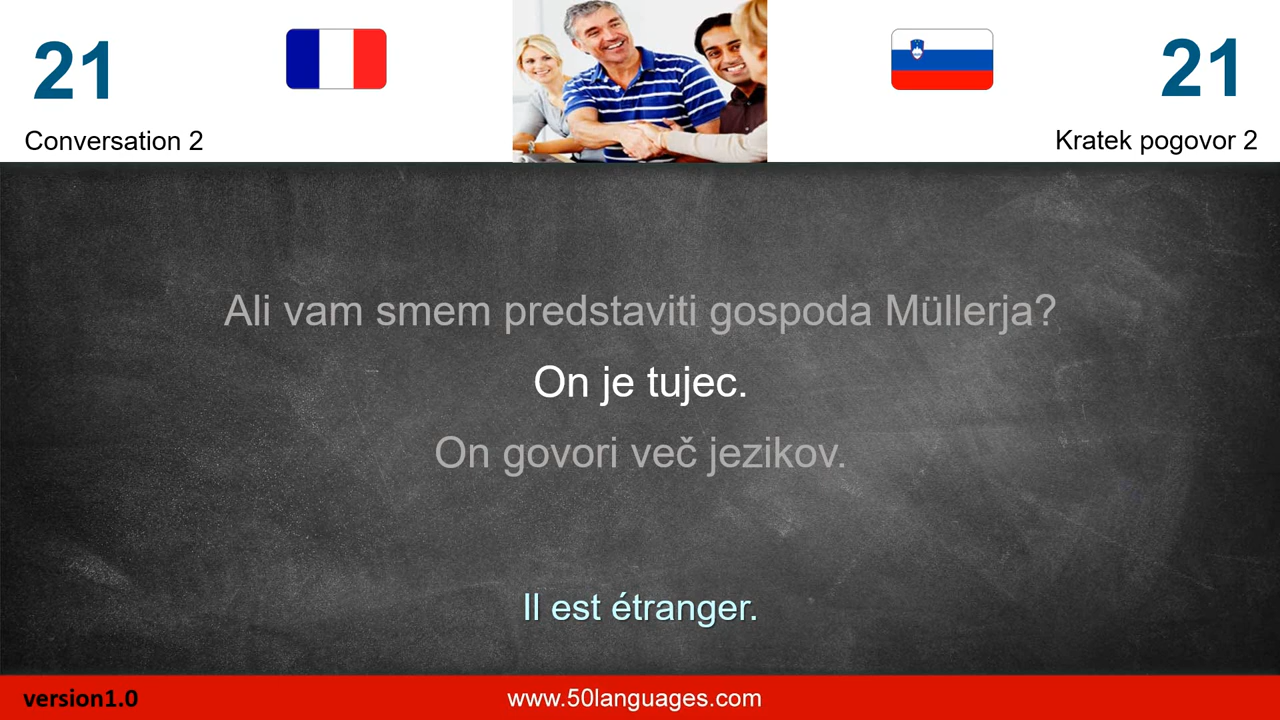 21
21
Conversation 2
Kratek pogovor 2
Ali vam smem predstaviti gospoda Müllerja?
On je tujec.
On govori več jezikov.
Il est étranger.
version1.0
www.50languages.com